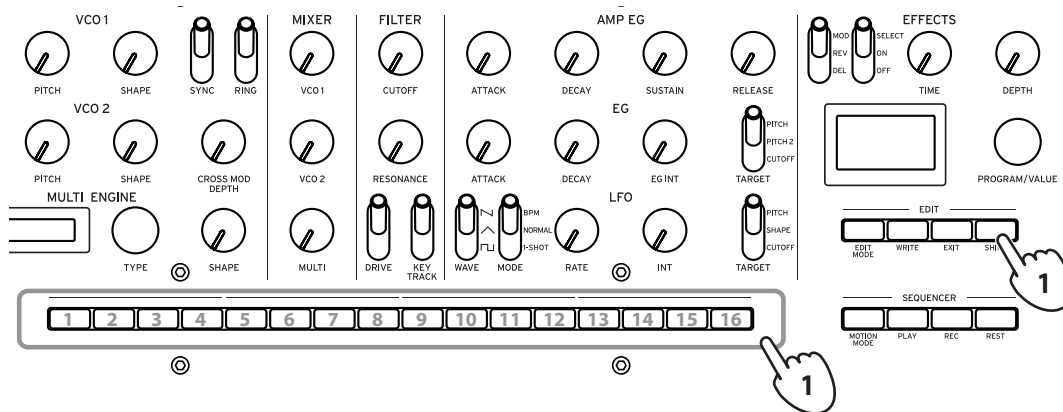 VCO 1 MIXER FILTER AMP EG EFFECTS
MOD SELECT
REV ON
DEL OFF
PITCH SHAPE SYNC RING VCO 1 CUTOFF ATTACK DECAY SUSTAIN RELEASE TIME DEPTH
VCO 2 EG
PITCH
PITCH 2
CUTOFF
PITCH SHAPE CROSS MOD DEPTH VCO 2 RESONANCE ATTACK DECAY EG INT TARGET PROGRAM/VALUE
MULTI ENGINE LFO
BPM PITCH
NORMAL SHAPE
1-SHOT CUTOFF
TYPE SHAPE MULTI DRIVE KEY TRACK WAVE MODE RATE INT TARGET
EDIT
EDIT MODE WRITE EXIT SHI
1
1 2 3 4 5 6 7 8 9 10 11 12 13 14 15 16
SEQUENCER
MOTION MODE PLAY REC REST
1